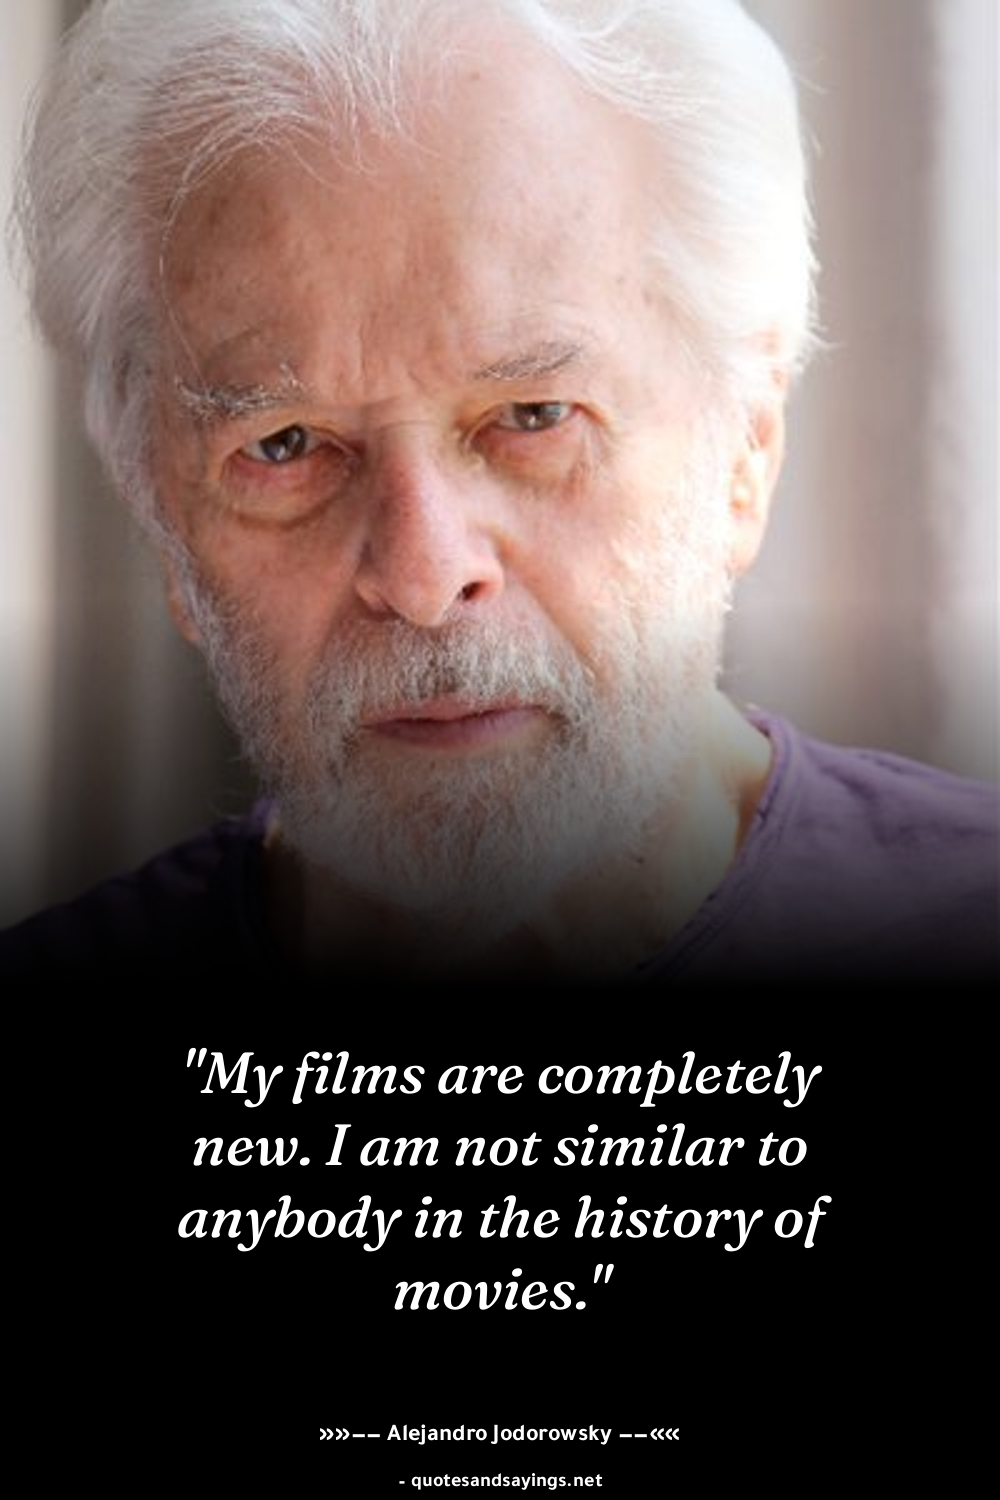 "My films are completely
new. I am not similar to
anybody in the history of
movies."
»»–– Alejandro Jodorowsky ––««
- quotesandsayings.net